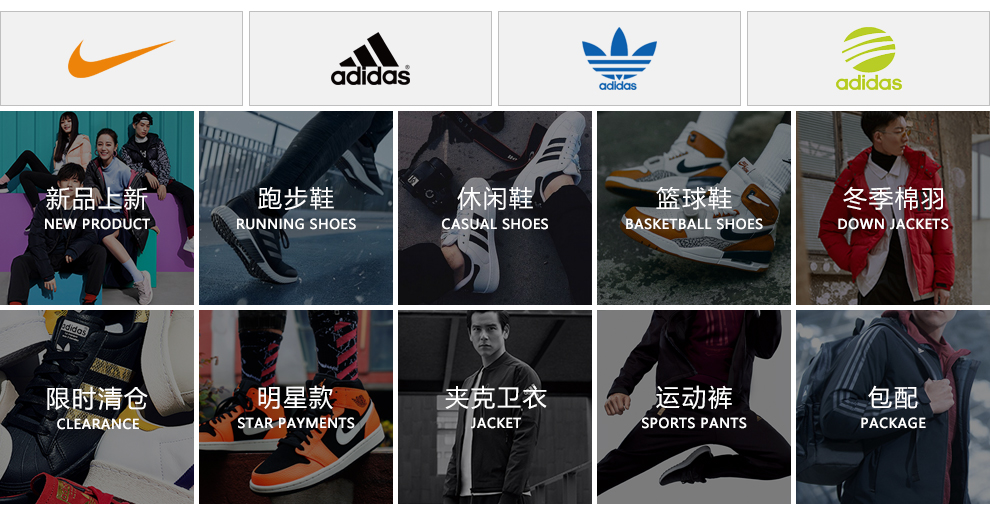 adidas
adidas
adidas
新品上新
NEW PRODUCT
跑步鞋
RUNNING SHOES
休闲鞋
CASUAL SHOES
篮球鞋
BASKETBALL SHOES
冬季棉羽
DOWN JACKETS
adidas
限时清仓
CLEARANCE
明星款
STAR PAYMENTS
夹克卫衣
JACKET
运动裤
SPORTS PANTS
包配
PACKAGE